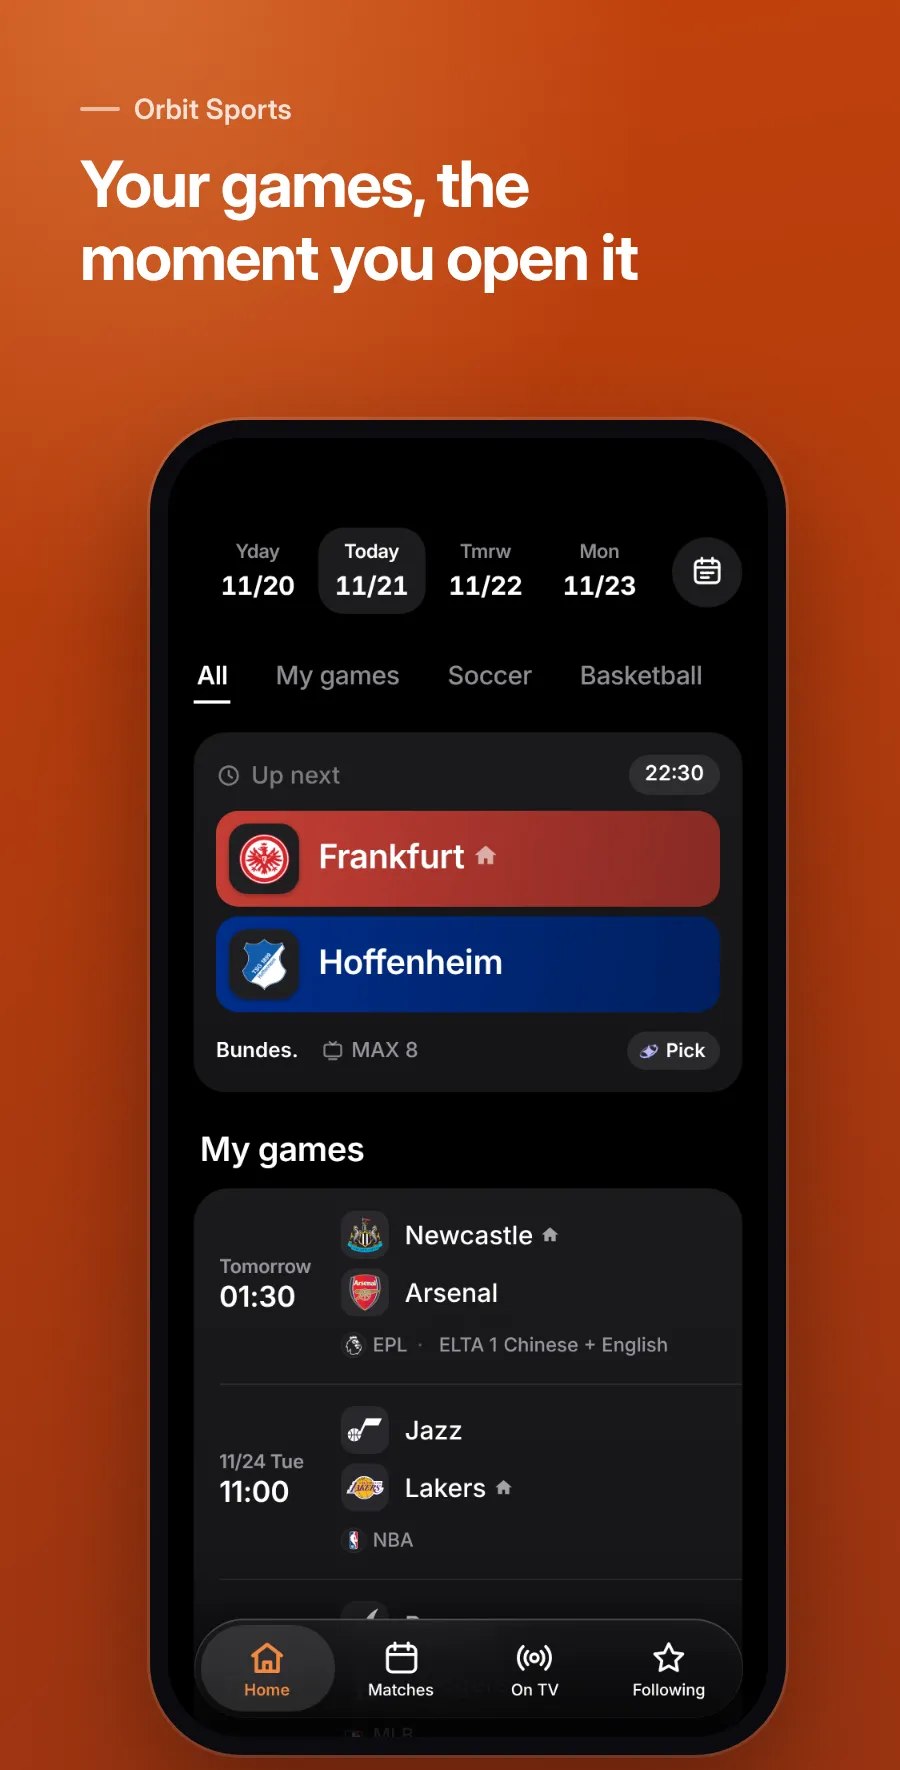 Orbit Sports
Your games, the
moment you open it
Yday Today Tmrw Mon
11/20 11/21 11/22 11/23
All My games Soccer Basketball
Up next 22:30
Frankfurt
Hoffenheim
Bundes. MAX 8 Pick
My games
Newcastle
Tomorrow
01:30
Arsenal
EPL · ELTA 1 Chinese + English
Jazz
11/24 Tue
11:00
Lakers
NBA
Home Matches On TV Following
MLB